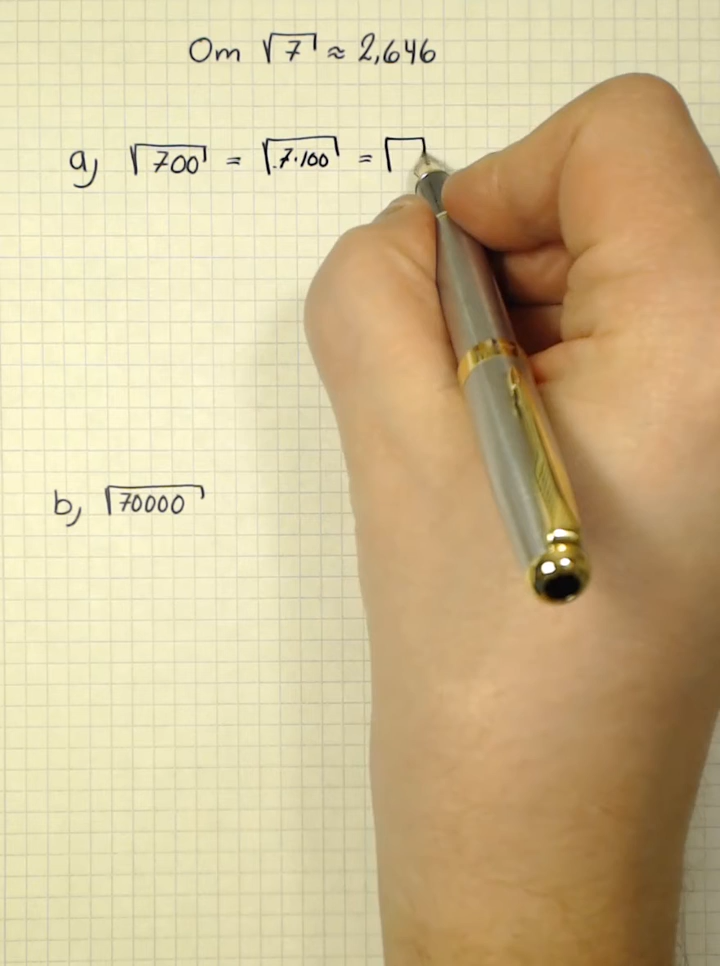 Om √7 ≈ 2,646
a) √700 = √7·100 = √
b) √70000